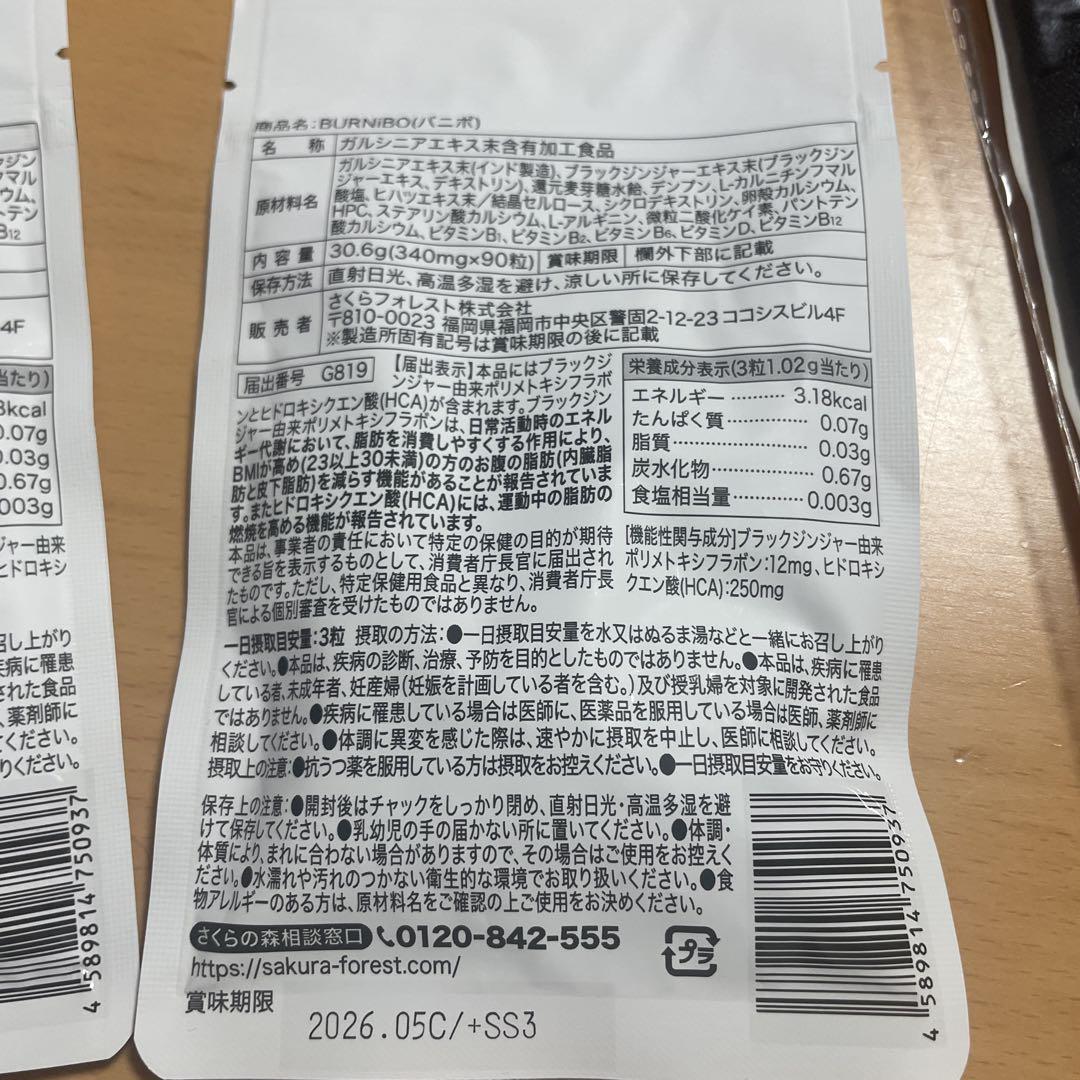 商品名:BURNiBO(バニボ)
名 称 ガルシニアエキス末含有加工食品
原材料名
ガルシニアエキス末(インド製造)、ブラックジンジャーエキス末(ブラックジン
ジャーエキス、デキストリン)、還元麦芽糖水飴、デンプン、L-カルニチンフマル
酸塩、ヒハツエキス末/結晶セルロース、シクロデキストリン、卵殻カルシウム、
HPC、ステアリン酸カルシウム、L-アルギニン、微粒二酸化ケイ素、パントテン
酸カルシウム、ビタミンB1、ビタミンB2、ビタミンB6、ビタミンD、ビタミンB12
内容量 30.6g(340mg×90粒) 賞味期限 欄外下部に記載
保存方法 直射日光、高温多湿を避け、涼しい所に保存してください。
販売者
さくらフォレスト株式会社
〒810-0023 福岡県福岡市中央区警固2-12-23 ココシスビル4F
※製造所固有記号は賞味期限の後に記載
届出番号 G819
【届出表示】本品にはブラックジ
ンジャー由来ポリメトキシフラボ
ンとヒドロキシクエン酸(HCA)が含まれます。ブラックジン
ジャー由来ポリメトキシフラボンは、日常活動時のエネル
ギー代謝において、脂肪を消費しやすくする作用により、
BMIが高め(23以上30未満)の方のお腹の脂肪(内臓脂
肪と皮下脂肪)を減らす機能があることが報告されていま
す。またヒドロキシクエン酸(HCA)には、運動中の脂肪の
燃焼を高める機能が報告されています。
本品は、事業者の責任において特定の保健の目的が期待
できる旨を表示するものとして、消費者庁長官に届出され
たものです。ただし、特定保健用食品と異なり、消費者庁長
官による個別審査を受けたものではありません。
栄養成分表示(3粒1.02g当たり)
エネルギー ………… 3.18kcal
たんぱく質 ………… 0.07g
脂質 ………………… 0.03g
炭水化物 …………… 0.67g
食塩相当量 ………… 0.003g
[機能性関与成分]ブラックジンジャー由来
ポリメトキシフラボン:12mg、ヒドロキシ
クエン酸(HCA):250mg
一日摂取目安量:3粒 摂取の方法:●一日摂取目安量を水又はぬるま湯などと一緒にお召し上がり
ください。●本品は、疾病の診断、治療、予防を目的としたものではありません。●本品は、疾病に罹患
している者、未成年者、妊産婦(妊娠を計画している者を含む。)及び授乳婦を対象に開発された食品
ではありません。●疾病に罹患している場合は医師に、医薬品を服用している場合は医師、薬剤師に
相談してください。●体調に異変を感じた際は、速やかに摂取を中止し、医師に相談してください。
摂取上の注意:●抗うつ薬を服用している方は摂取をお控えください。●一日摂取目安量をお守りください。
保存上の注意:●開封後はチャックをしっかり閉め、直射日光・高温多湿を避
けて保存してください。●乳幼児の手の届かない所に置いてください。●体調・
体質により、まれに合わない場合がありますので、その場合はご使用をお控えく
ださい。●水濡れや汚れのつかない衛生的な環境でお取り扱いください。●食
物アレルギーのある方は、原材料名をご確認の上ご使用をお決めください。
さくらの森相談窓口 0120-842-555
https://sakura-forest.com/
プラ
賞味期限
2026.05C/+SS3
4 589814 750937
4F
当たり)
3kcal
0.07g
0.03g
0.67g
003g
ジャー由来
ヒドロキシ
召し上がり
疾病に罹患
された食品
、薬剤師に
ください。
りください。
4 589814 750937